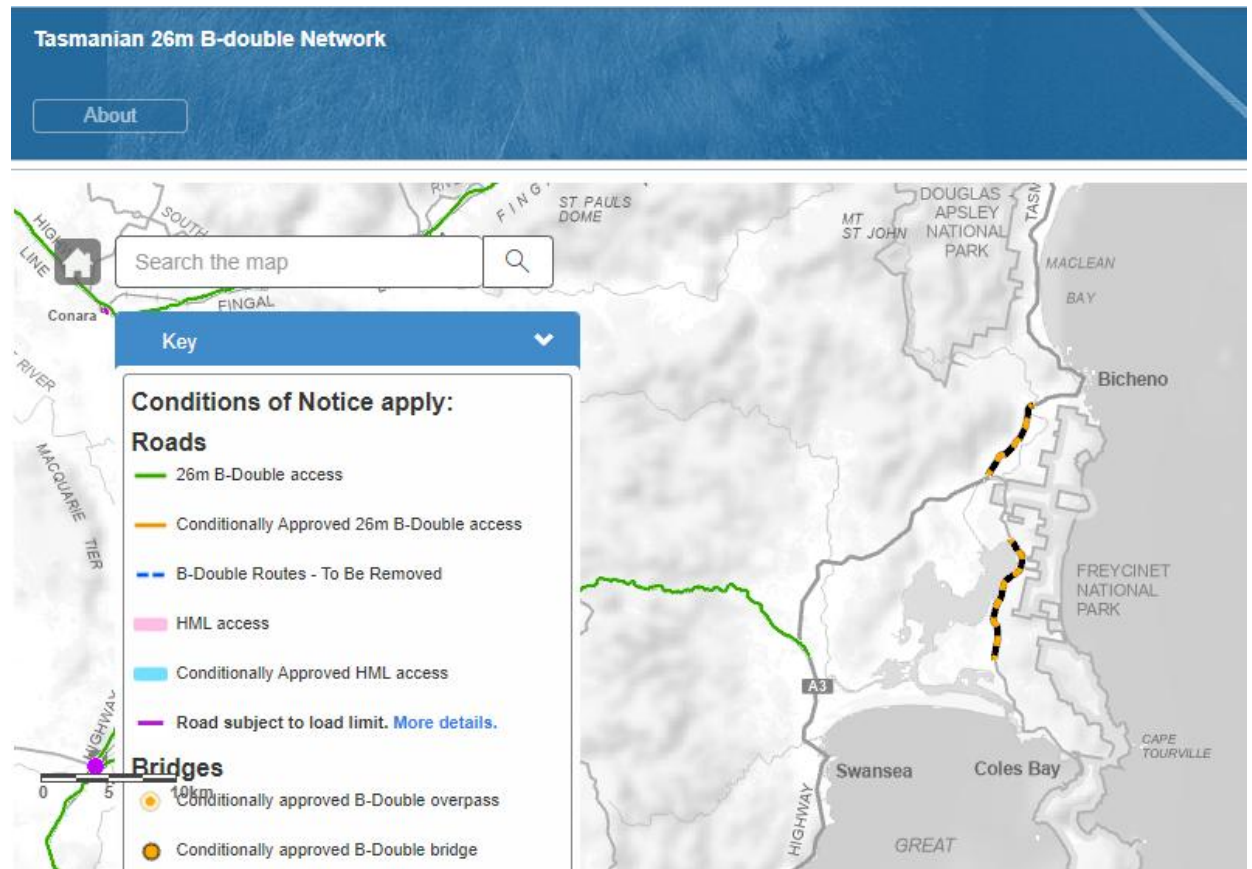 Tasmanian 26m B-double Network
About
SOUTH
HIGHWAY
LINE
ST PAULS
DOME
DOUGLAS -
APSLEY
NATIONAL
PARK
MT
ST JOHN
MACLEAN
BAY
Search the map
FINGAL
Conara
Bicheno
RIVER
MACQUARIE
TIER
Key
Conditions of Notice apply:
Roads
26m B-Double access
Conditionally Approved 26m B-Double access
B-Double Routes - To Be Removed
HML access
Conditionally Approved HML access
Road subject to load limit. More details.
Bridges
Conditionally approved B-Double overpass
Conditionally approved B-Double bridge
HIGHWAY
0 5 10km
FREYCINET
NATIONAL
PARK
A3
CAPE
TOURVILLE
Swansea
Coles Bay
HIGHWAY
GREAT